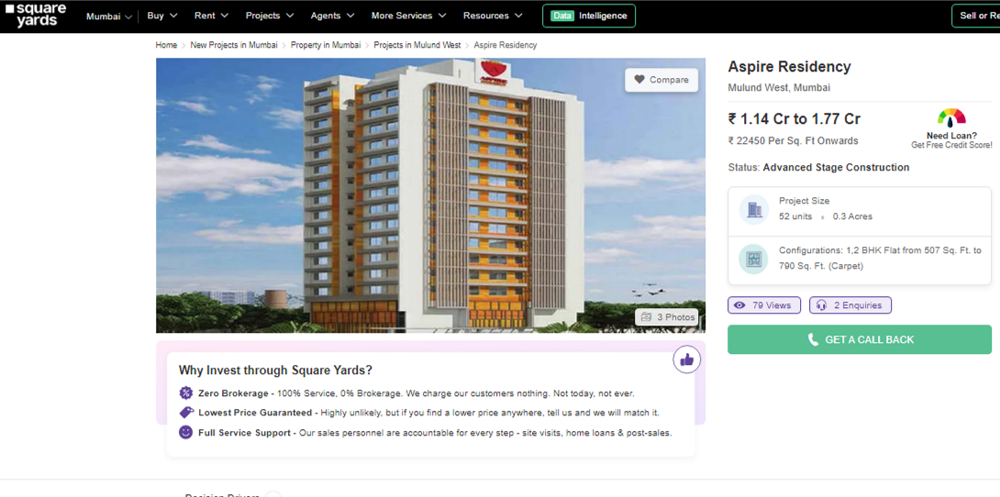 square yards
Mumbai
Buy
Rent
Projects
Agents
More Services
Resources
Data Intelligence
Sell or Re
Home > New Projects in Mumbai > Property in Mumbai > Projects in Mulund West > Aspire Residency
ASPIRE
Compare
3 Photos
Aspire Residency
Mulund West, Mumbai
₹ 1.14 Cr to 1.77 Cr
₹ 22450 Per Sq. Ft Onwards
Need Loan?
Get Free Credit Score!
Status: Advanced Stage Construction
Project Size
52 units • 0.3 Acres
Configurations: 1,2 BHK Flat from 507 Sq. Ft. to
790 Sq. Ft. (Carpet)
79 Views
2 Enquiries
GET A CALL BACK
Why Invest through Square Yards?
Zero Brokerage - 100% Service, 0% Brokerage. We charge our customers nothing. Not today, not ever.
Lowest Price Guaranteed - Highly unlikely, but if you find a lower price anywhere, tell us and we will match it.
Full Service Support - Our sales personnel are accountable for every step - site visits, home loans & post-sales.